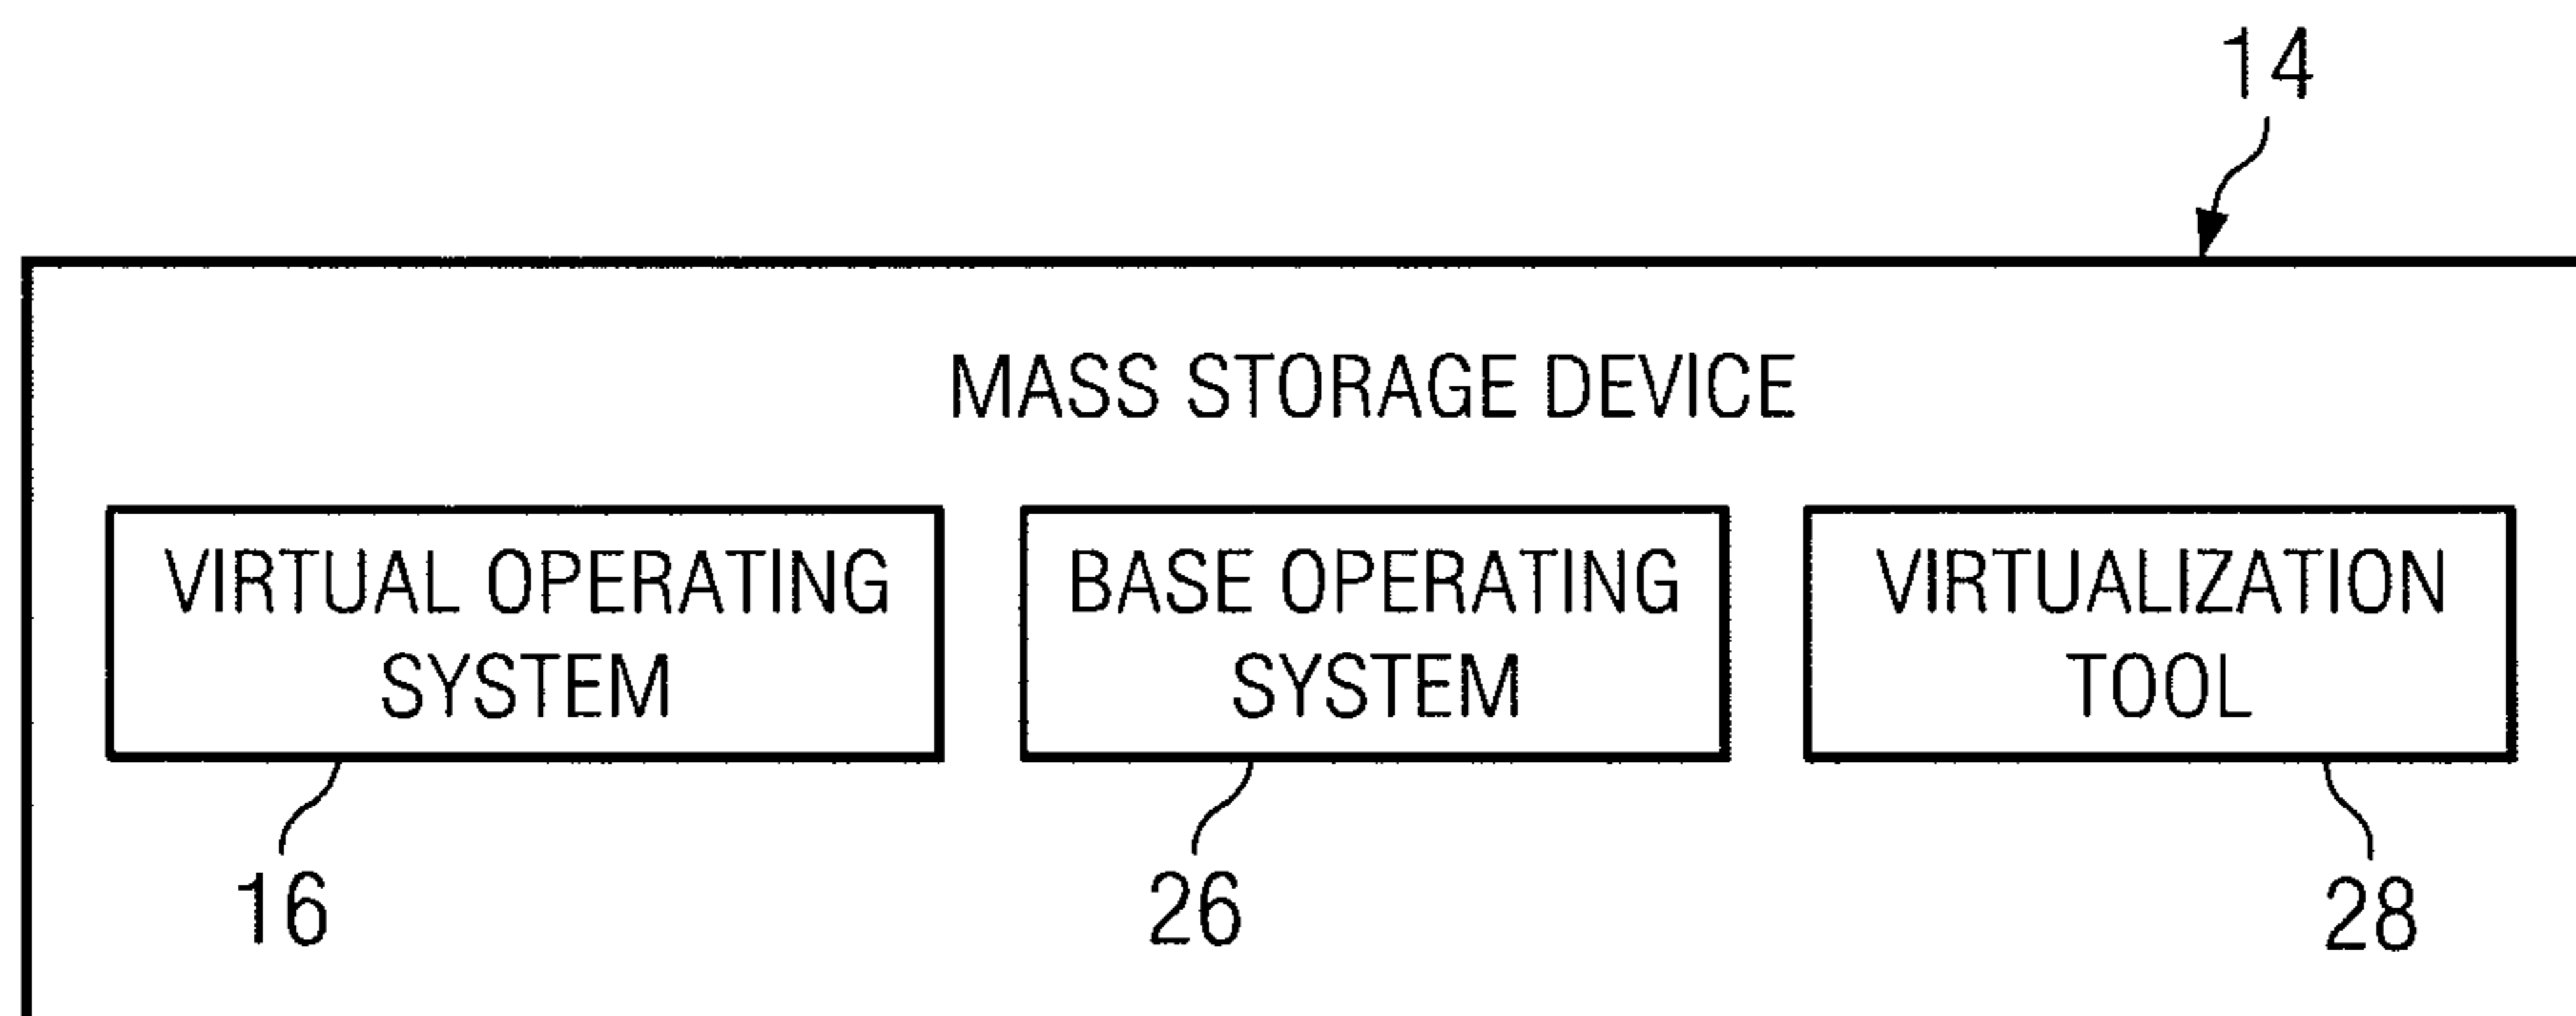 14
MASS STORAGE DEVICE
VIRTUAL OPERATING
SYSTEM
BASE OPERATING
SYSTEM
VIRTUALIZATION
TOOL
16
26
28